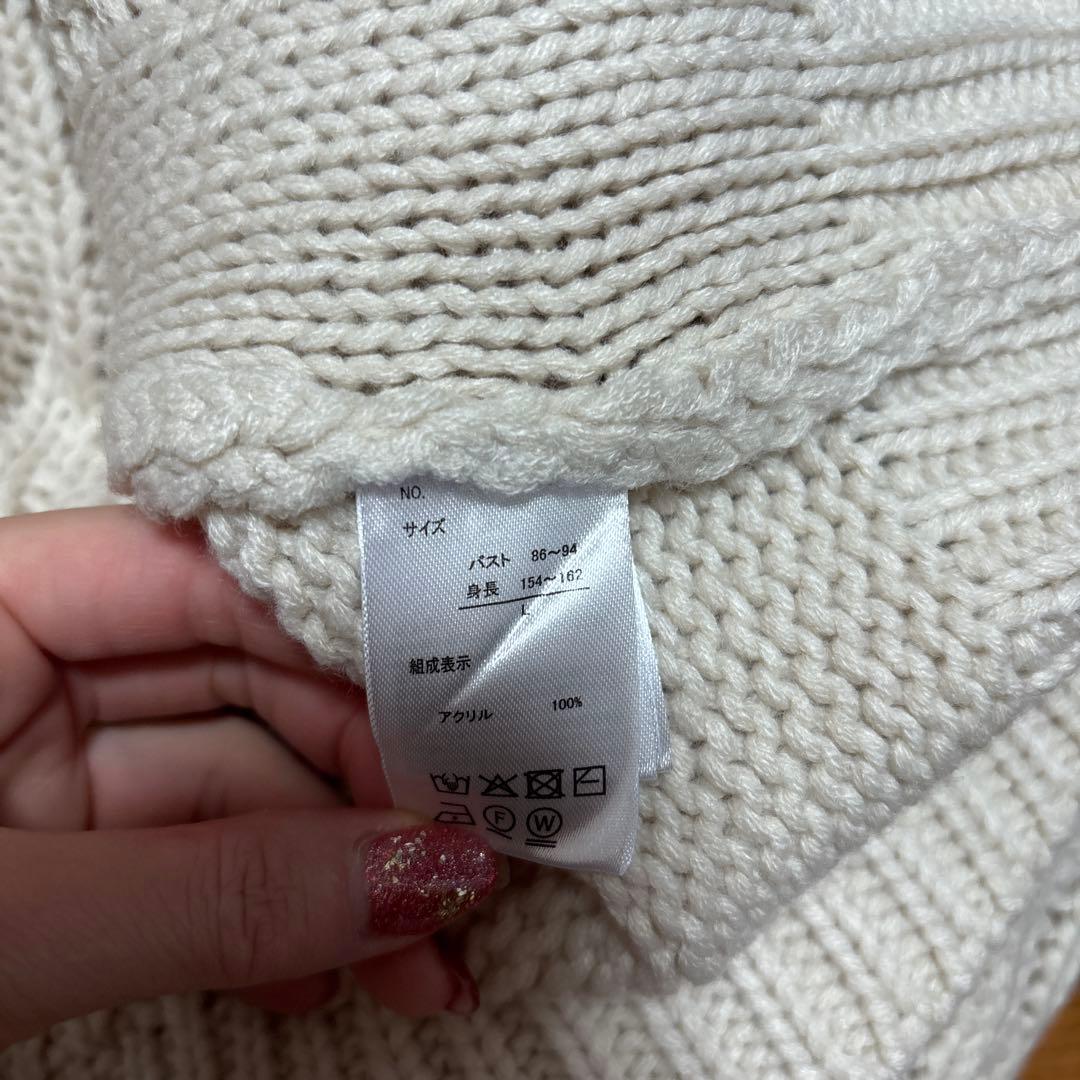 NO.
サイズ
バスト 86～94
身長 154～162
L
組成表示
アクリル 100%
F
W